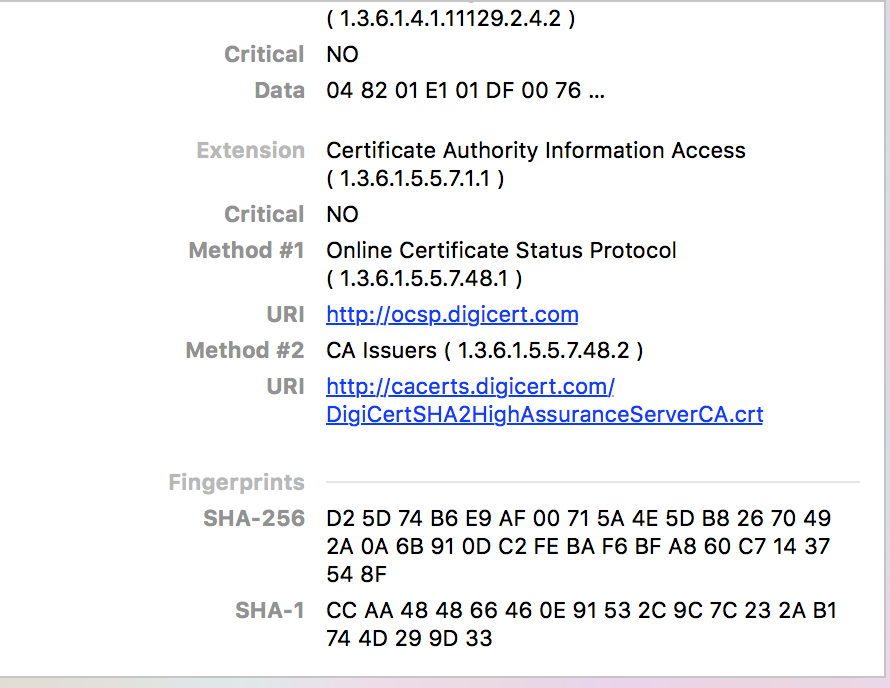 ( 1.3.6.1.4.1.11129.2.4.2 )
Critical NO
Data 04 82 01 E1 01 DF 00 76 ...
Extension Certificate Authority Information Access
( 1.3.6.1.5.5.7.1.1 )
Critical NO
Method #1 Online Certificate Status Protocol
( 1.3.6.1.5.5.7.48.1 )
URI http://ocsp.digicert.com
Method #2 CA Issuers ( 1.3.6.1.5.5.7.48.2 )
URI http://cacerts.digicert.com/
DigiCertSHA2HighAssuranceServerCA.crt
Fingerprints
SHA-256 D2 5D 74 B6 E9 AF 00 71 5A 4E 5D B8 26 70 49
2A 0A 6B 91 0D C2 FE BA F6 BF A8 60 C7 14 37
54 8F
SHA-1 CC AA 48 48 66 46 0E 91 53 2C 9C 7C 23 2A B1
74 4D 29 9D 33